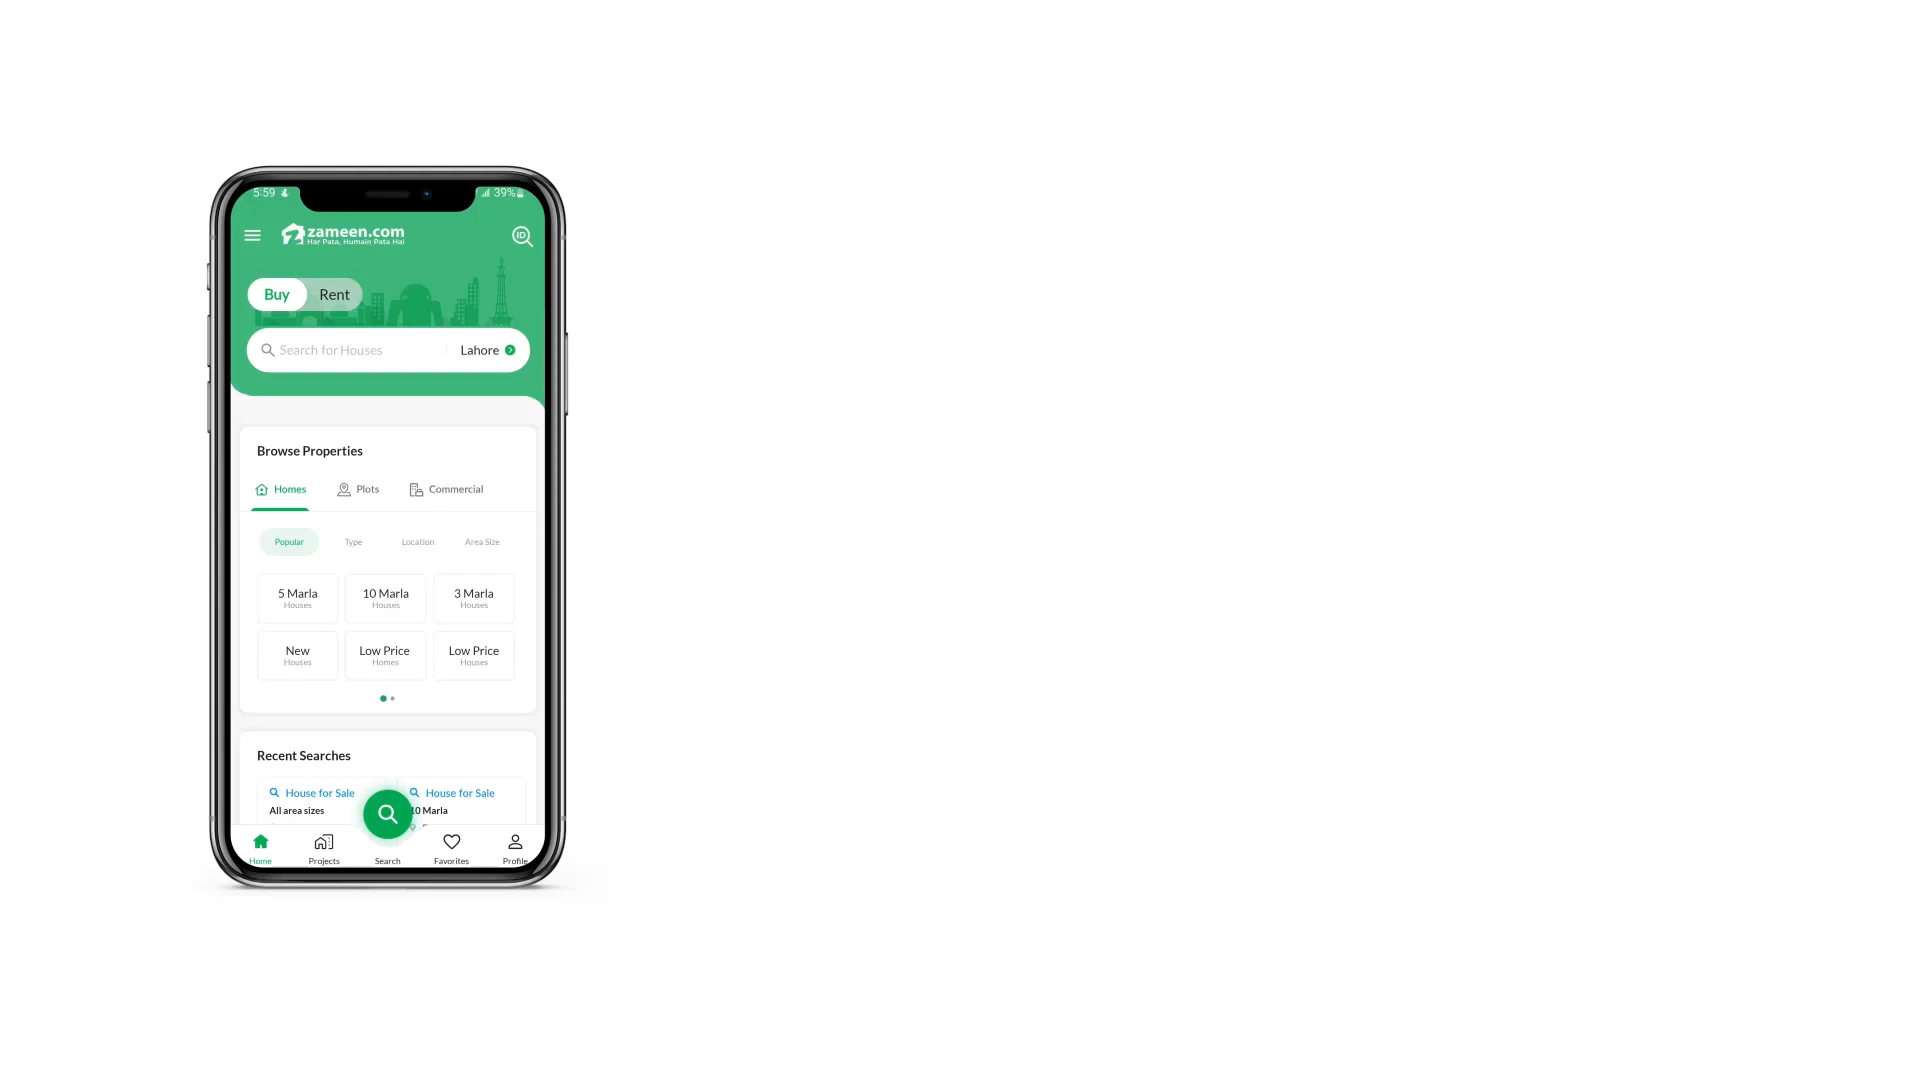 5:59
39%
zameen.com
Har Pata, Humain Pata Hai
ID
Buy Rent
Search for Houses Lahore
Browse Properties
Homes Plots Commercial
Popular Type Location Area Size
5 Marla 10 Marla 3 Marla
Houses Houses Houses
New Low Price Low Price
Houses Homes Houses
Recent Searches
House for Sale House for Sale
All area sizes 10 Marla
Home Projects Search Favorites Profile